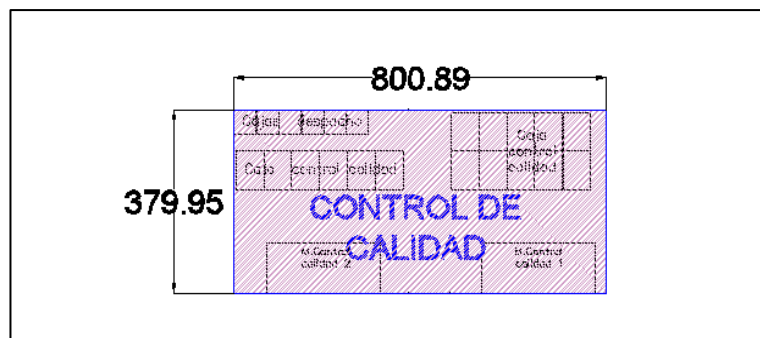 800.89
Cajas despacho
Caja
control
calidad
Caja control calidad
379.95
CONTROL DE
CALIDAD
M.Control
calidad 2
M.Control
calidad 1